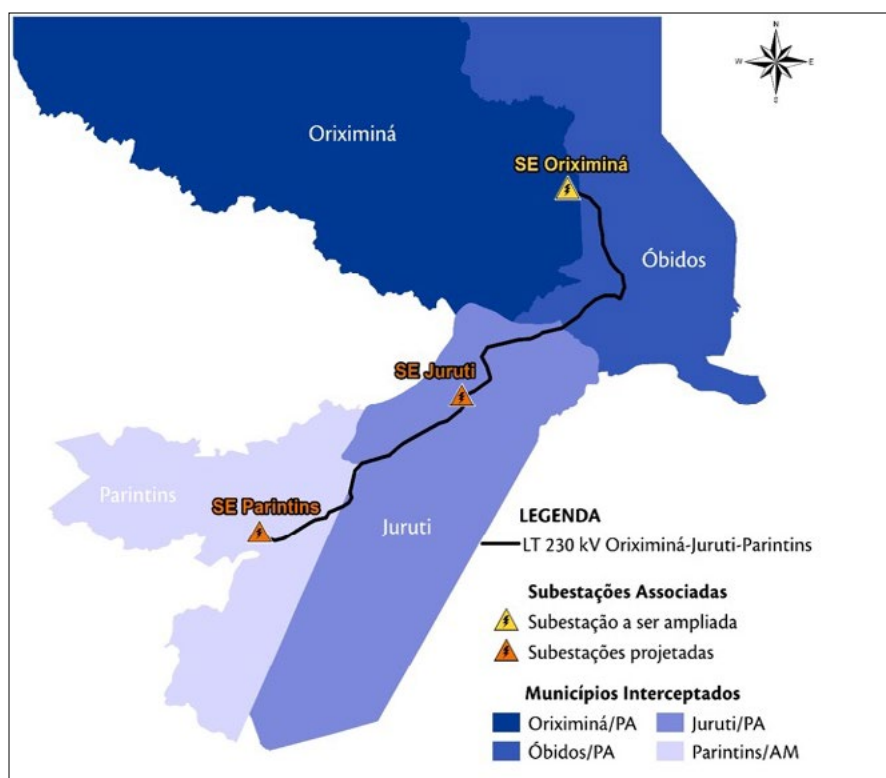 N
W
E
S
Oriximiná
SE Oriximiná
Óbidos
SE Juruti
Parintins
SE Parintins
Juruti
LEGENDA
LT 230 kV Oriximiná-Juruti-Parintins
Subestações Associadas
Subestação a ser ampliada
Subestações projetadas
Municípios Interceptados
Oriximiná/PA
Juruti/PA
Óbidos/PA
Parintins/AM